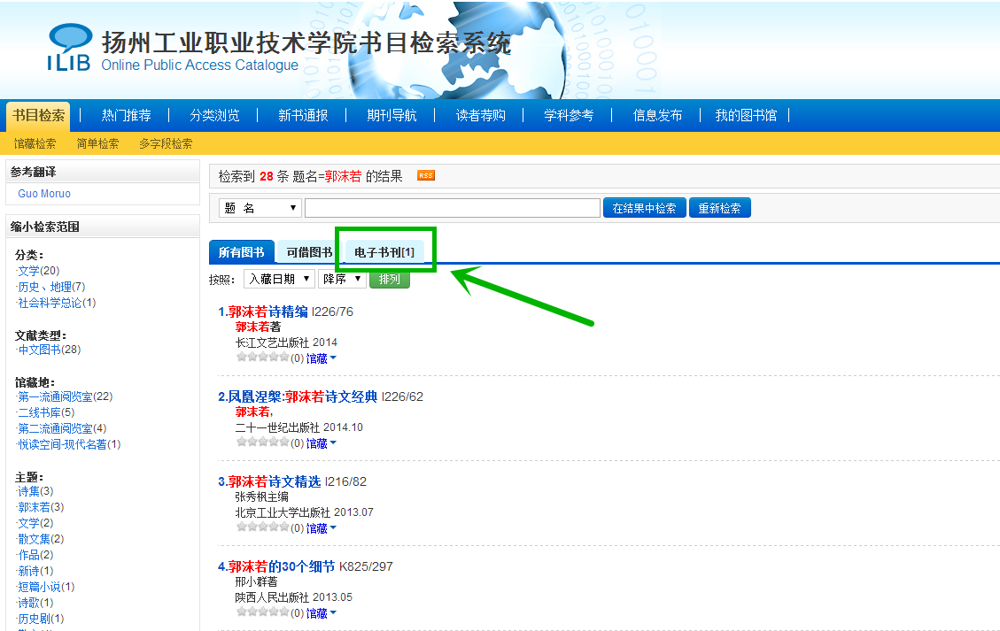 扬州工业职业技术学院书目检索系统
ILIB Online Public Access Catalogue
书目检索 热门推荐 分类浏览 新书通报 期刊导航 读者荐购 学科参考 信息发布 我的图书馆
馆藏检索 简单检索 多字段检索
参考翻译
Guo Moruo
缩小检索范围
分类：
·文学(20)
·历史、地理(7)
·社会科学总论(1)
文献类型：
·中文图书(28)
馆藏地：
·第一流通阅览室(22)
·二线书库(5)
·第二流通阅览室(4)
·悦读空间-现代名著(1)
主题：
·诗集(3)
·郭沫若(3)
·文学(2)
·散文集(2)
·作品(2)
·新诗(1)
·短篇小说(1)
·诗歌(1)
·历史剧(1)
检索到 28 条 题名=郭沫若 的结果 RSS
题 名 在结果中检索 重新检索
所有图书 可借图书 电子书刊[1]
按照： 入藏日期 降序 排列
1.郭沫若诗精编 I226/76
郭沫若著
长江文艺出版社 2014
(0) 馆藏
2.凤凰涅槃:郭沫若诗文经典 I226/62
郭沫若,
二十一世纪出版社 2014.10
(0) 馆藏
3.郭沫若诗文精选 I216/82
张秀枫主编
北京工业大学出版社 2013.07
(0) 馆藏
4.郭沫若的30个细节 K825/297
邢小群著
陕西人民出版社 2013.05
(0) 馆藏